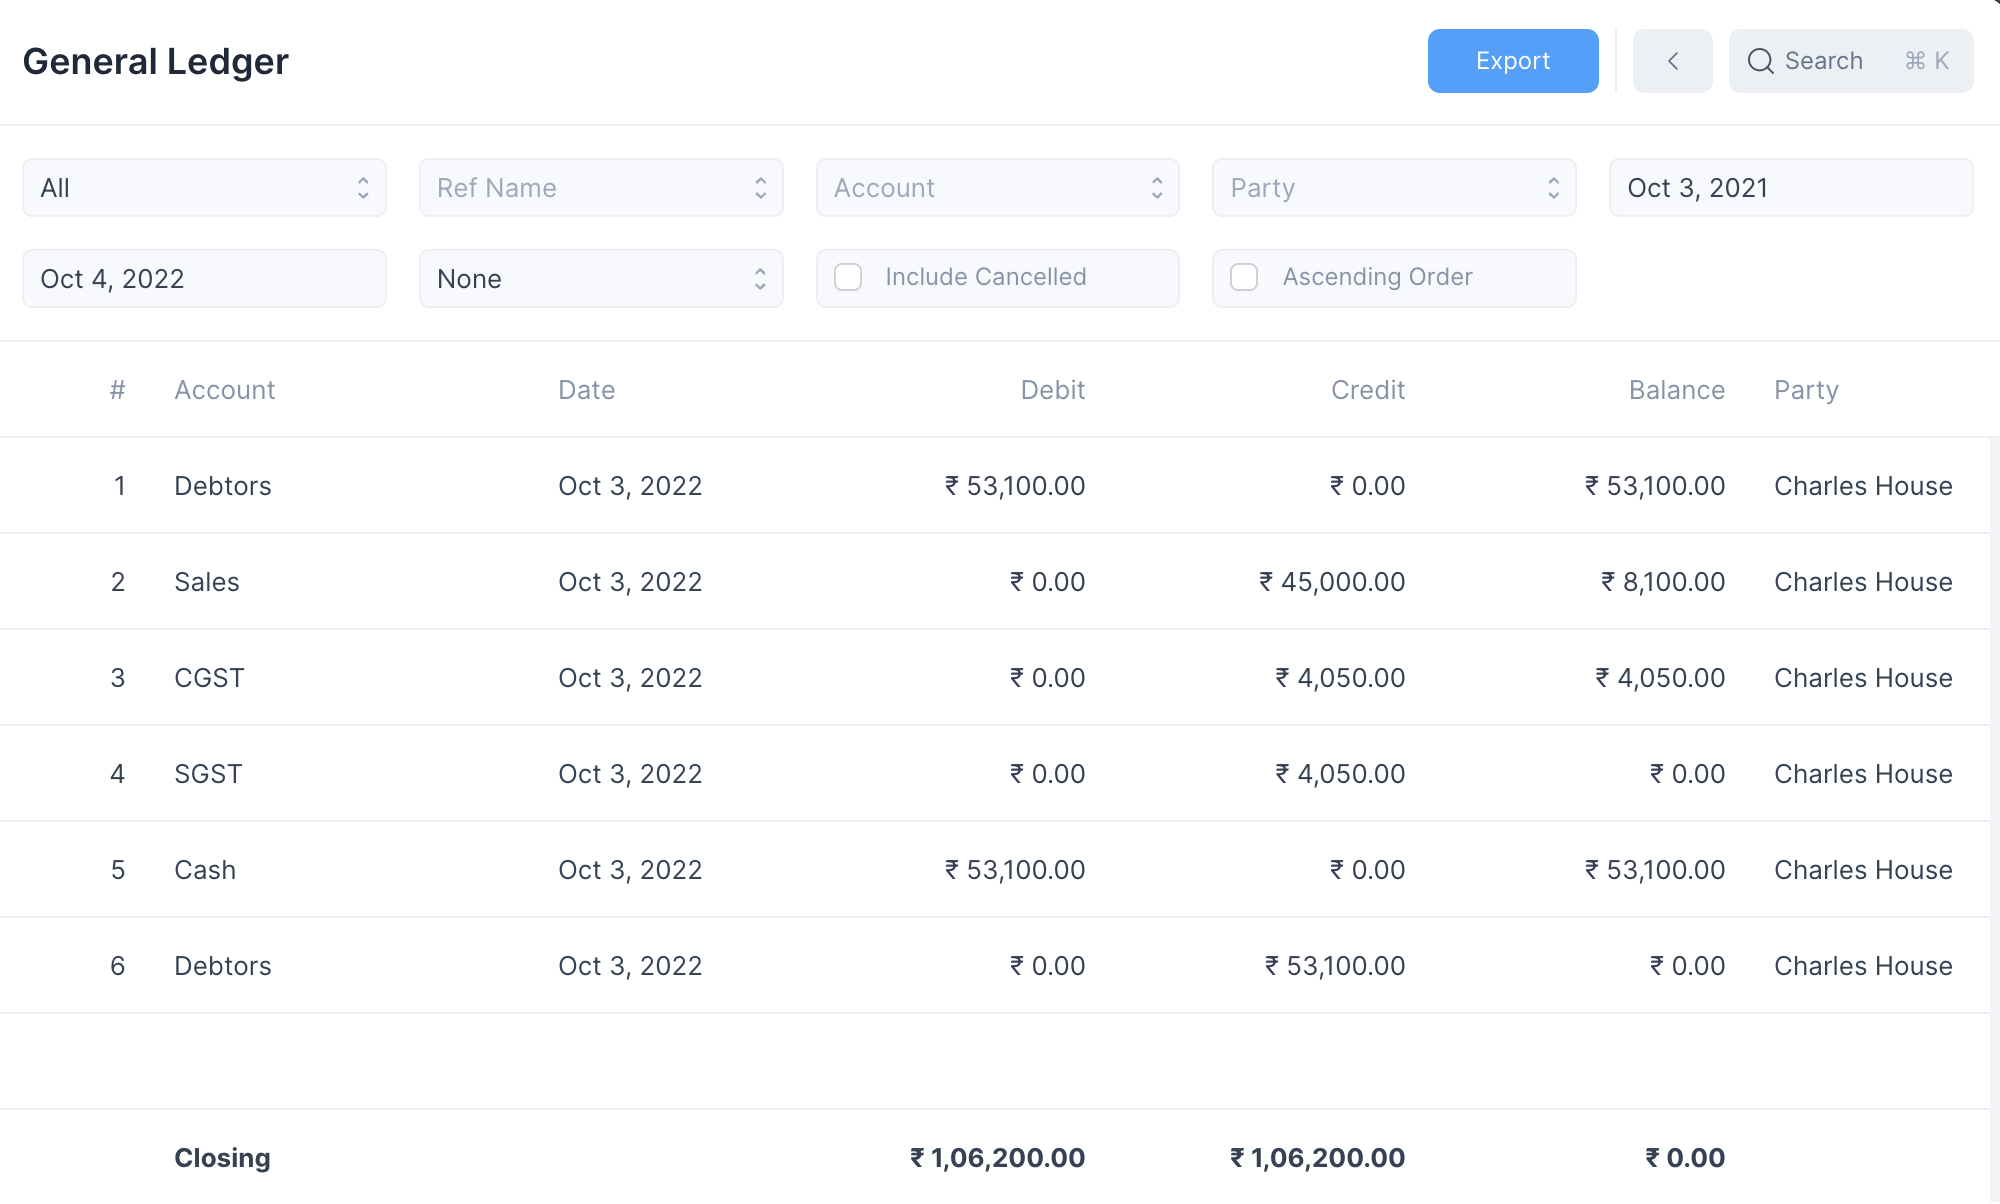 General Ledger Export Search ⌘ K
All Ref Name Account Party Oct 3, 2021
Oct 4, 2022 None Include Cancelled Ascending Order
# Account Date Debit Credit Balance Party
1 Debtors Oct 3, 2022 ₹ 53,100.00 ₹ 0.00 ₹ 53,100.00 Charles House
2 Sales Oct 3, 2022 ₹ 0.00 ₹ 45,000.00 ₹ 8,100.00 Charles House
3 CGST Oct 3, 2022 ₹ 0.00 ₹ 4,050.00 ₹ 4,050.00 Charles House
4 SGST Oct 3, 2022 ₹ 0.00 ₹ 4,050.00 ₹ 0.00 Charles House
5 Cash Oct 3, 2022 ₹ 53,100.00 ₹ 0.00 ₹ 53,100.00 Charles House
6 Debtors Oct 3, 2022 ₹ 0.00 ₹ 53,100.00 ₹ 0.00 Charles House
Closing ₹ 1,06,200.00 ₹ 1,06,200.00 ₹ 0.00